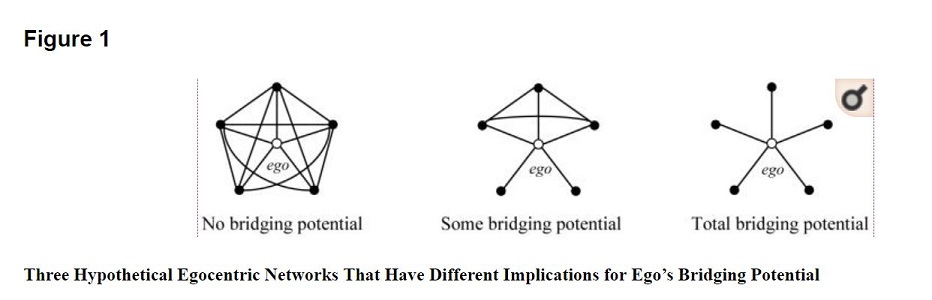 Figure 1
ego
ego
ego
No bridging potential
Some bridging potential
Total bridging potential
Three Hypothetical Egocentric Networks That Have Different Implications for Ego’s Bridging Potential